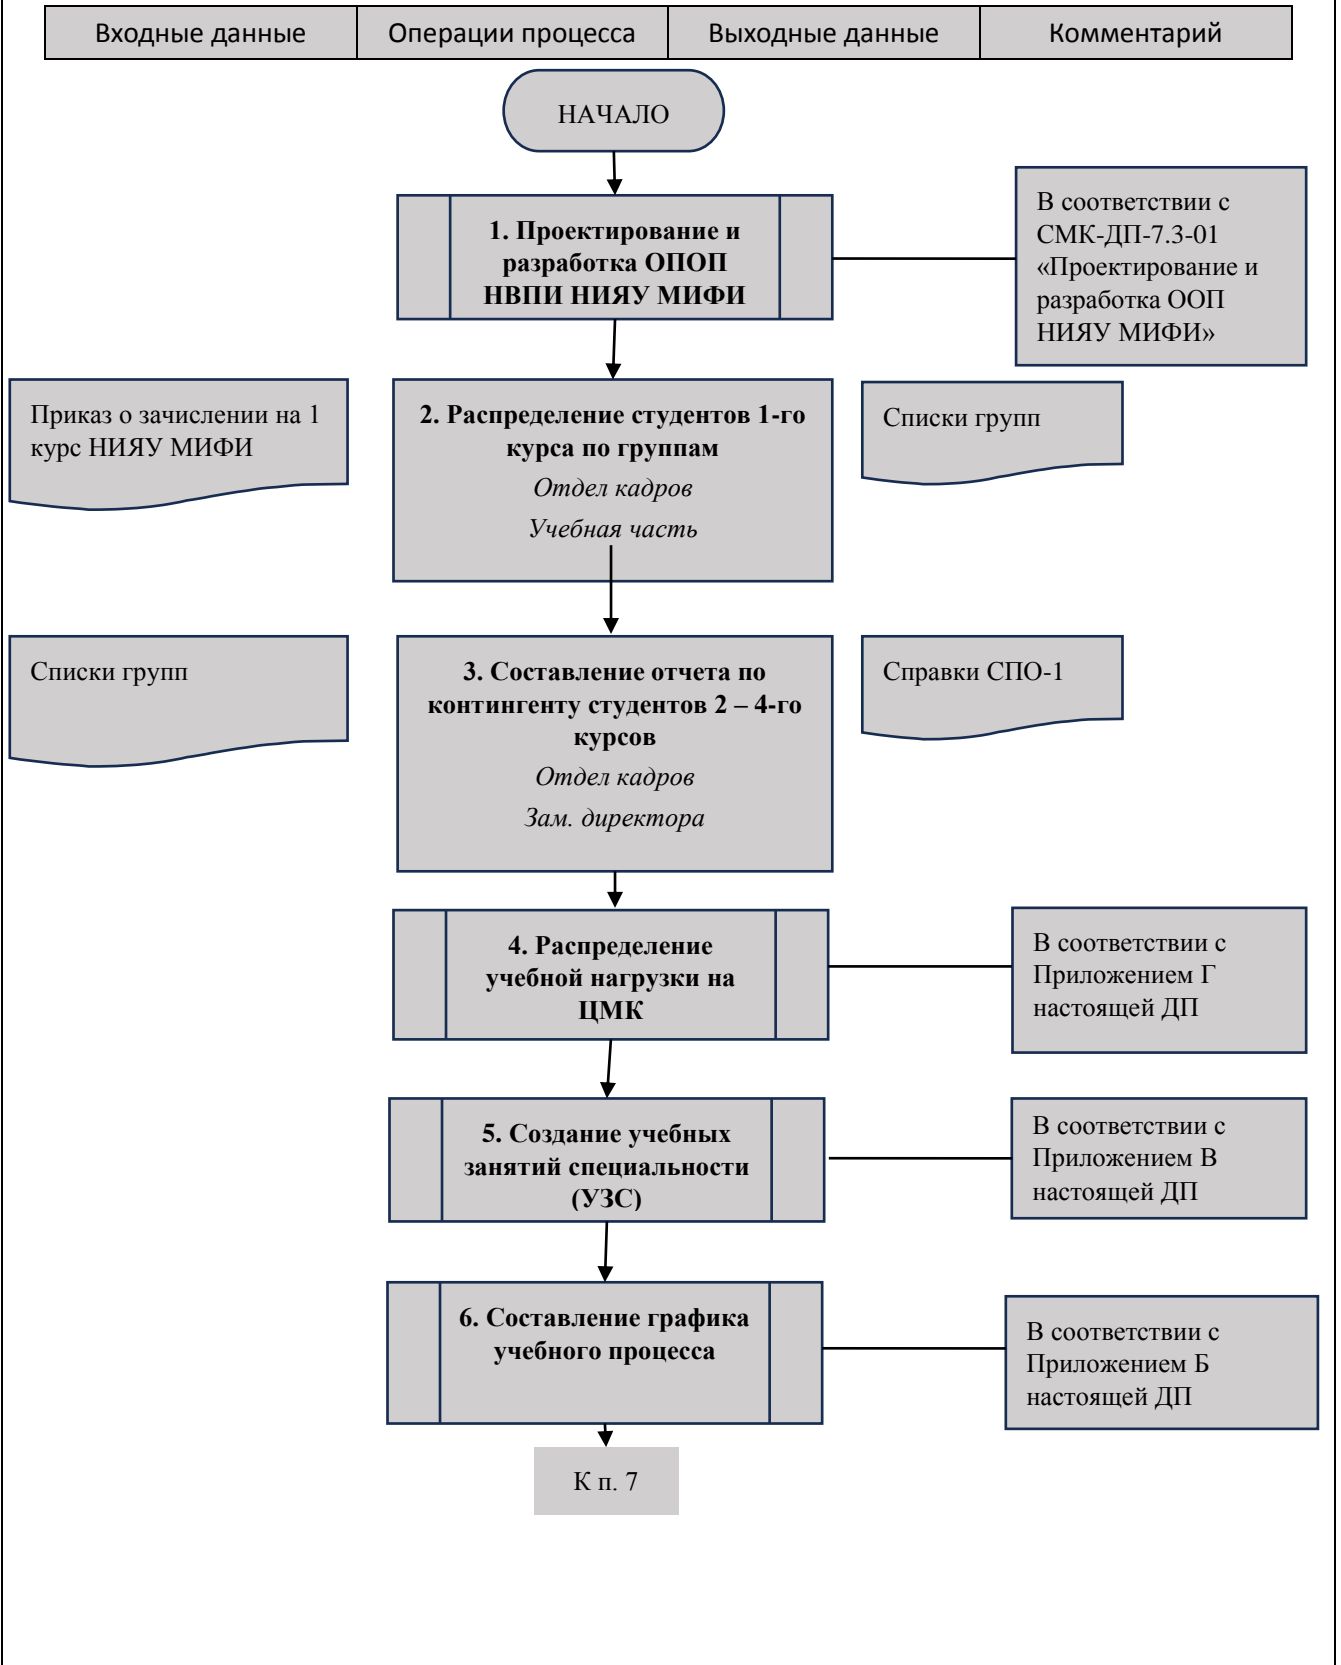 Входные данные
Операции процесса
Выходные данные
Комментарий
НАЧАЛО
1. Проектирование и
разработка ОПОП
НВПИ НИЯУ МИФИ
В соответствии с
СМК-ДП-7.3-01
«Проектирование и
разработка ООП
НИЯУ МИФИ»
Приказ о зачислении на 1
курс НИЯУ МИФИ
2. Распределение студентов 1-го
курса по группам
Отдел кадров
Учебная часть
Списки групп
Списки групп
3. Составление отчета по
контингенту студентов 2 – 4-го
курсов
Отдел кадров
Зам. директора
Справки СПО-1
4. Распределение
учебной нагрузки на
ЦМК
В соответствии с
Приложением Г
настоящей ДП
5. Создание учебных
занятий специальности
(УЗС)
В соответствии с
Приложением В
настоящей ДП
6. Составление графика
учебного процесса
В соответствии с
Приложением Б
настоящей ДП
К п. 7